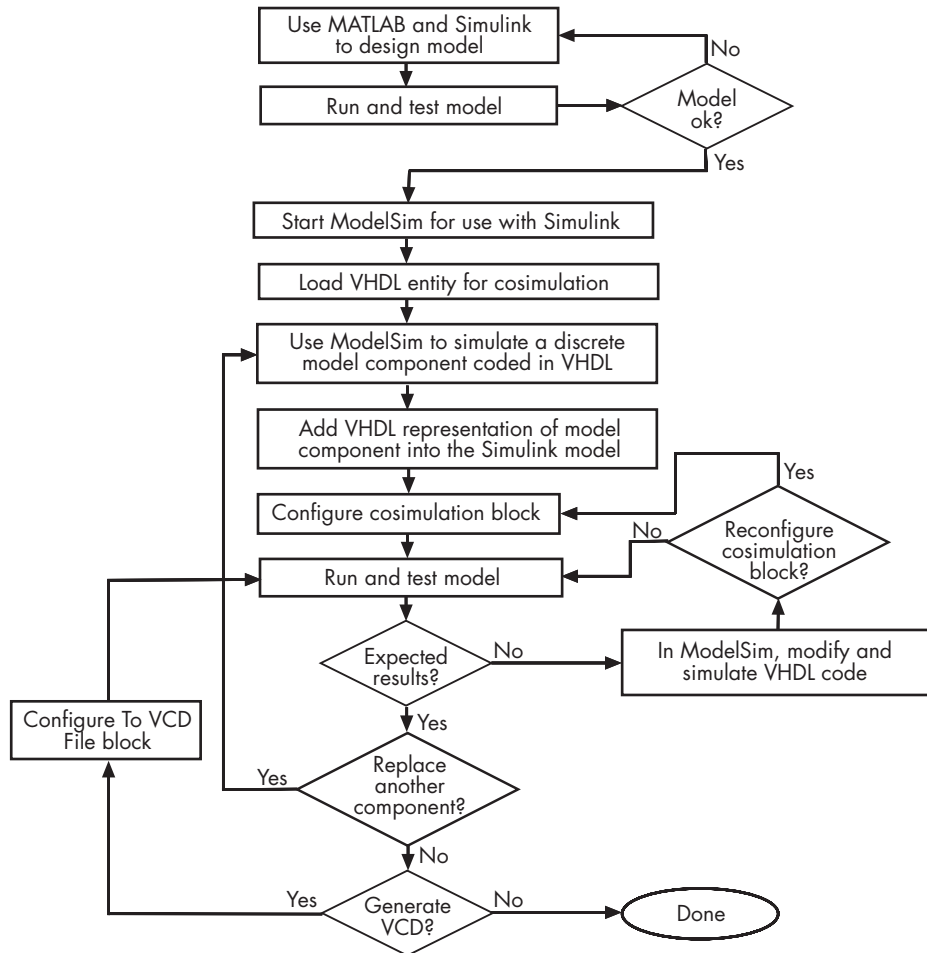 Use MATLAB and Simulink
to design model
No
Run and test model
Model
ok?
Yes
Start ModelSim for use with Simulink
Load VHDL entity for cosimulation
Use ModelSim to simulate a discrete
model component coded in VHDL
Add VHDL representation of model
component into the Simulink model
Yes
Configure cosimulation block
No
Reconfigure
cosimulation
block?
Run and test model
Expected
results?
No
In ModelSim, modify and
simulate VHDL code
Yes
Configure To VCD
File block
Yes
Replace
another
component?
No
Yes
Generate
VCD?
No
Done